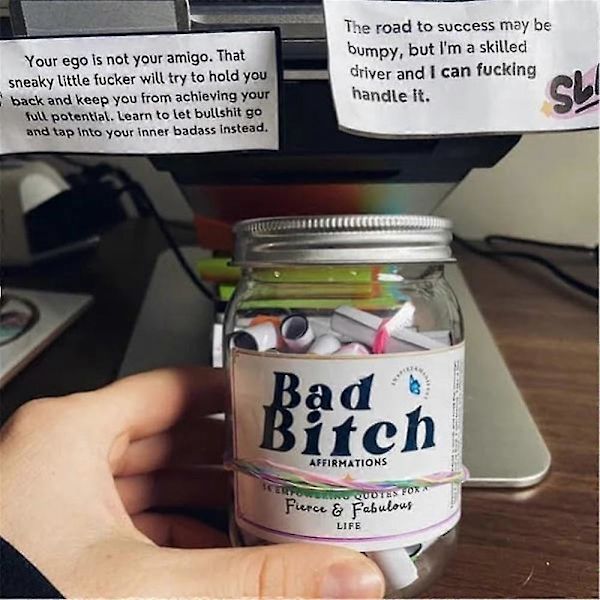 Your ego is not your amigo. That
sneaky little fucker will try to hold you
back and keep you from achieving your
full potential. Learn to let bullshit go
and tap into your inner badass instead.
The road to success may be
bumpy, but I'm a skilled
driver and I can fucking
handle it.
Bad
Bitch
AFFIRMATIONS
EMPOWERING QUOTES FOR A
Fierce & Fabulous
LIFE